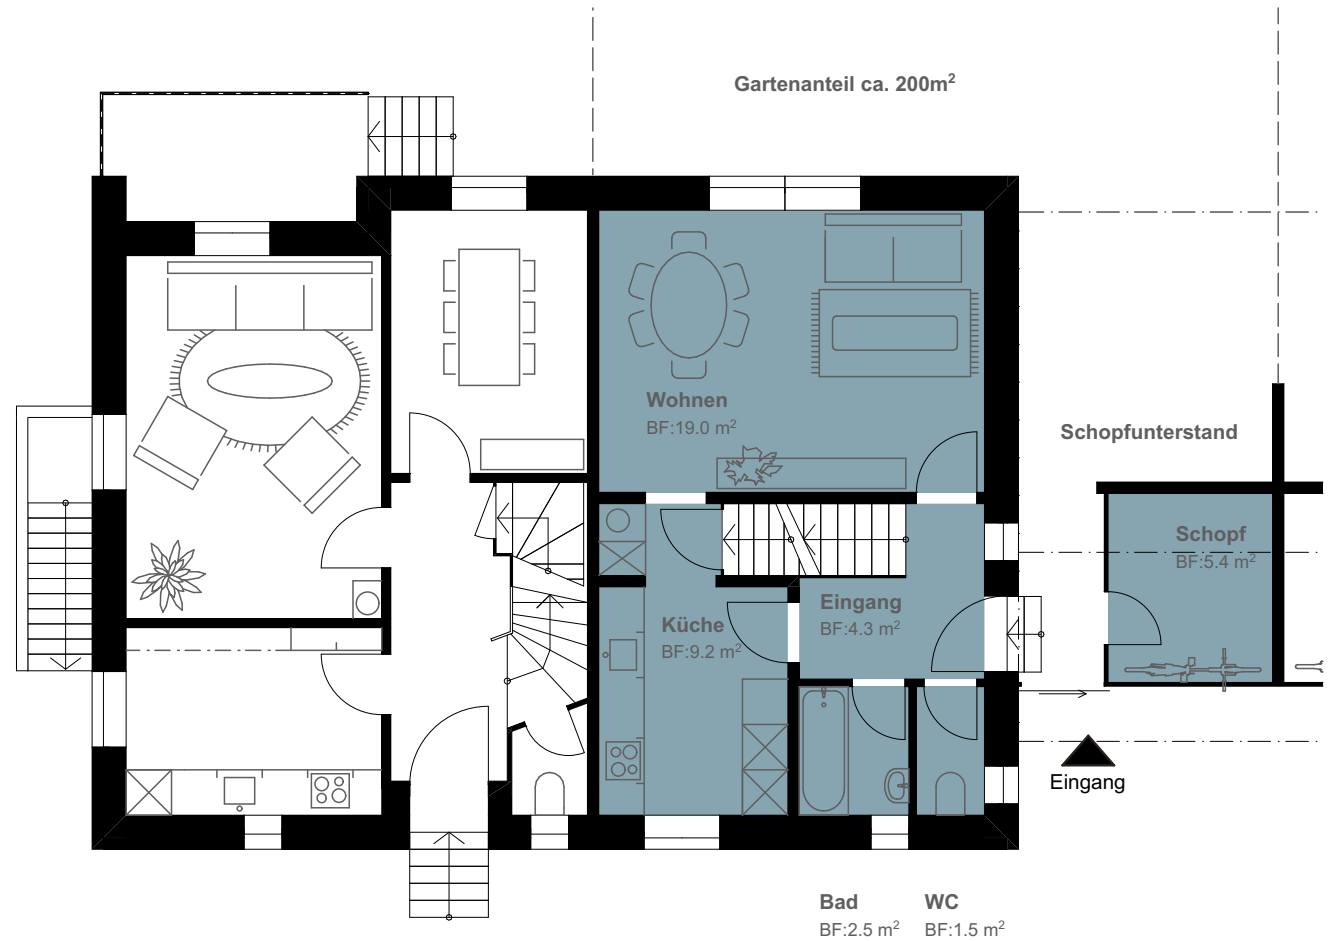 Gartenanteil ca. 200m²
Wohnen
BF:19.0 m²
Schopfunterstand
Schopf
BF:5.4 m²
Eingang
BF:4.3 m²
Küche
BF:9.2 m²
Eingang
Bad
BF:2.5 m²
WC
BF:1.5 m²